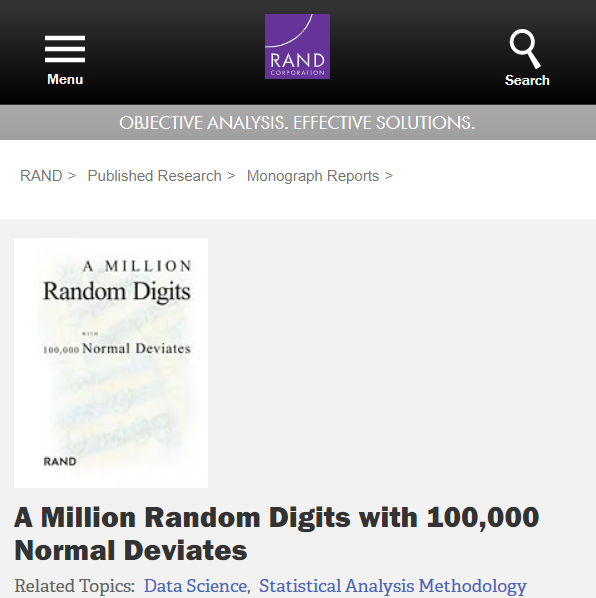 Menu
RAND
CORPORATION
Search
OBJECTIVE ANALYSIS. EFFECTIVE SOLUTIONS.
RAND > Published Research > Monograph Reports >
A MILLION
Random Digits
WITH
100,000 Normal Deviates
RAND
A Million Random Digits with 100,000
Normal Deviates
Related Topics: Data Science, Statistical Analysis Methodology